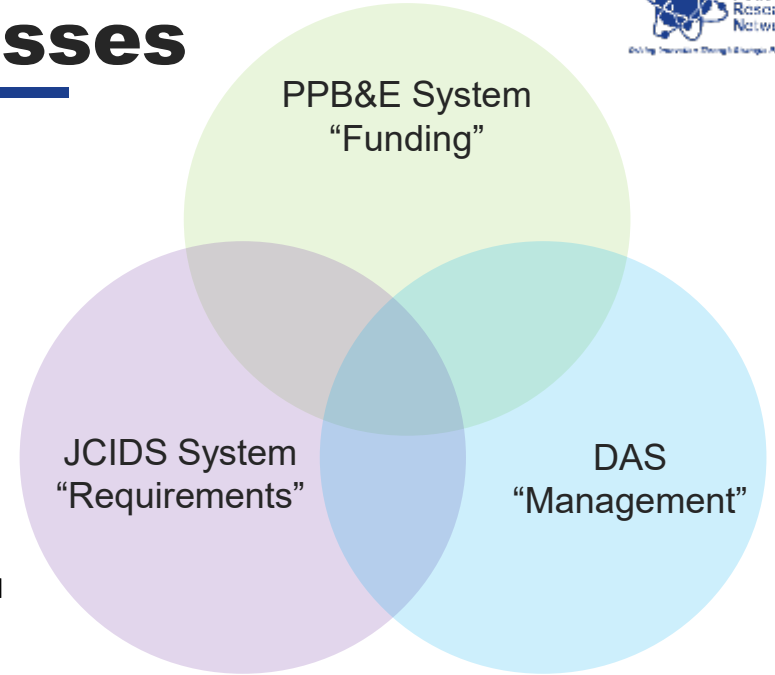 sses
PPB&E System
“Funding”
JCIDS System
“Requirements”
DAS
“Management”